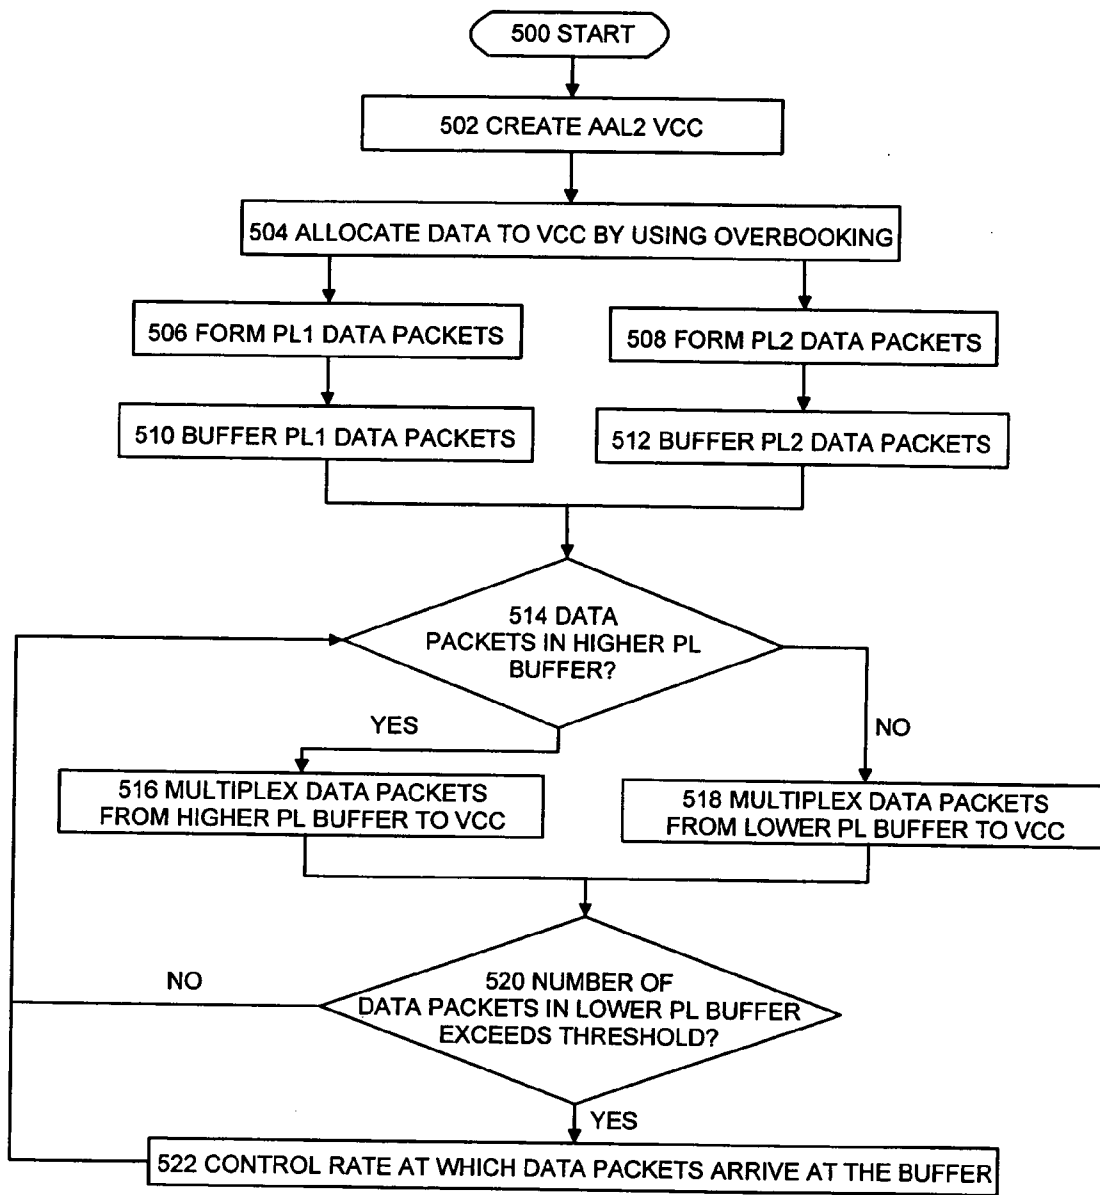 500 START
502 CREATE AAL2 VCC
504 ALLOCATE DATA TO VCC BY USING OVERBOOKING
506 FORM PL1 DATA PACKETS
508 FORM PL2 DATA PACKETS
510 BUFFER PL1 DATA PACKETS
512 BUFFER PL2 DATA PACKETS
514 DATA
PACKETS IN HIGHER PL
BUFFER?
YES
NO
516 MULTIPLEX DATA PACKETS
FROM HIGHER PL BUFFER TO VCC
518 MULTIPLEX DATA PACKETS
FROM LOWER PL BUFFER TO VCC
NO
520 NUMBER OF
DATA PACKETS IN LOWER PL BUFFER
EXCEEDS THRESHOLD?
YES
522 CONTROL RATE AT WHICH DATA PACKETS ARRIVE AT THE BUFFER